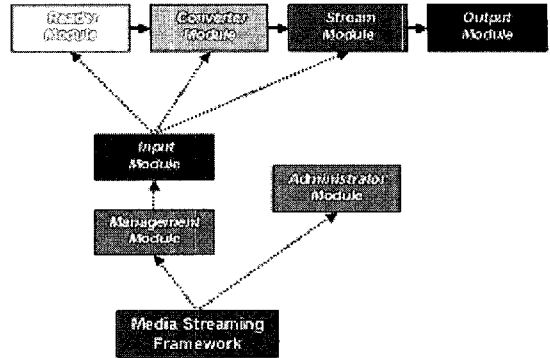 Reader
Module
Converter
Module
Stream
Module
Output
Module
Input
Module
Administrator
Module
Management
Module
Media Streaming
Framework